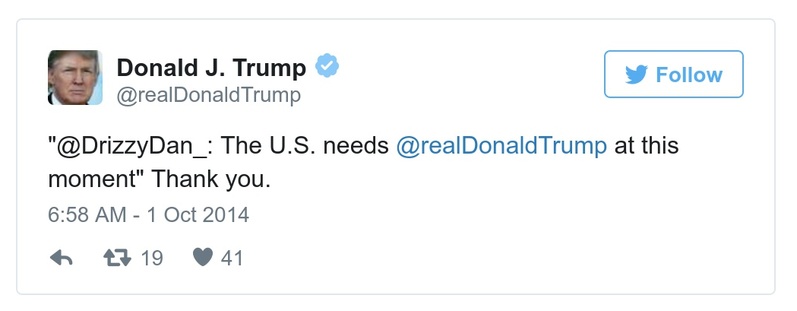 Donald J. Trump
@realDonaldTrump
Follow
"@DrizzyDan_: The U.S. needs @realDonaldTrump at this
moment" Thank you.
6:58 AM - 1 Oct 2014
19 41